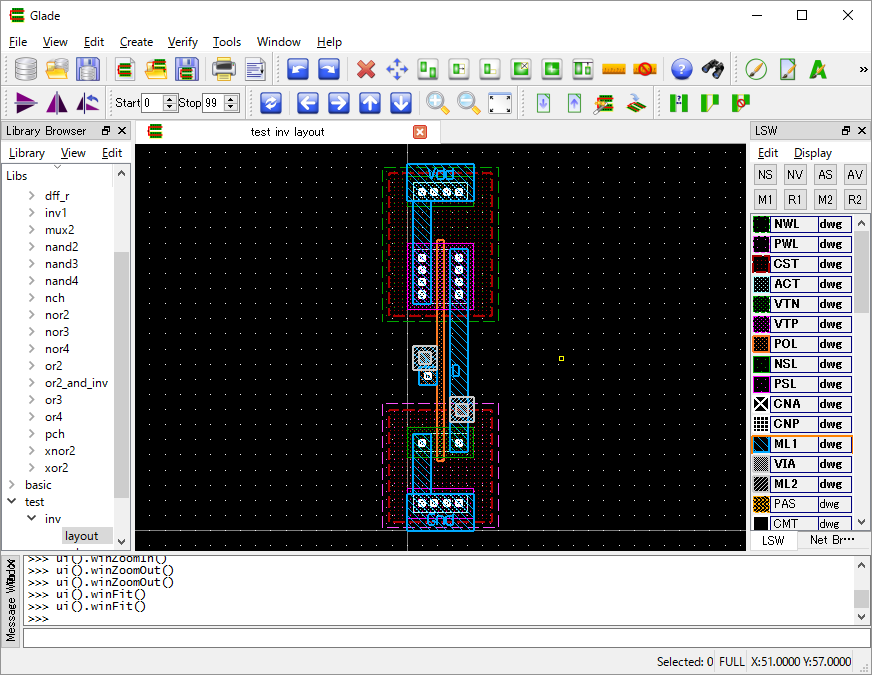 Glade
File View Edit Create Verify Tools Window Help
Start 0 Stop 99
Library Browser
test inv layout
LSW
Library View Edit
Edit Display
Libs
NS NV AS AV
M1 R1 M2 R2
dff_r
inv1
mux2
nand2
nand3
nand4
nch
nor2
nor3
nor4
or2
or2_and_inv
or3
or4
pch
xnor2
xor2
basic
test
inv
layout
Vdd
Gnd
NWL dwg
PWL dwg
CST dwg
ACT dwg
VTN dwg
VTP dwg
POL dwg
NSL dwg
PSL dwg
CNA dwg
CNP dwg
ML1 dwg
VIA dwg
ML2 dwg
PAS dwg
CMT dwg
LSW Net Br···
Message Window
>>> ui().winZoomIn()
>>> ui().winZoomOut()
>>> ui().winZoomOut()
>>> ui().winFit()
>>> ui().winFit()
>>>
Selected: 0 FULL X:51.0000 Y:57.0000